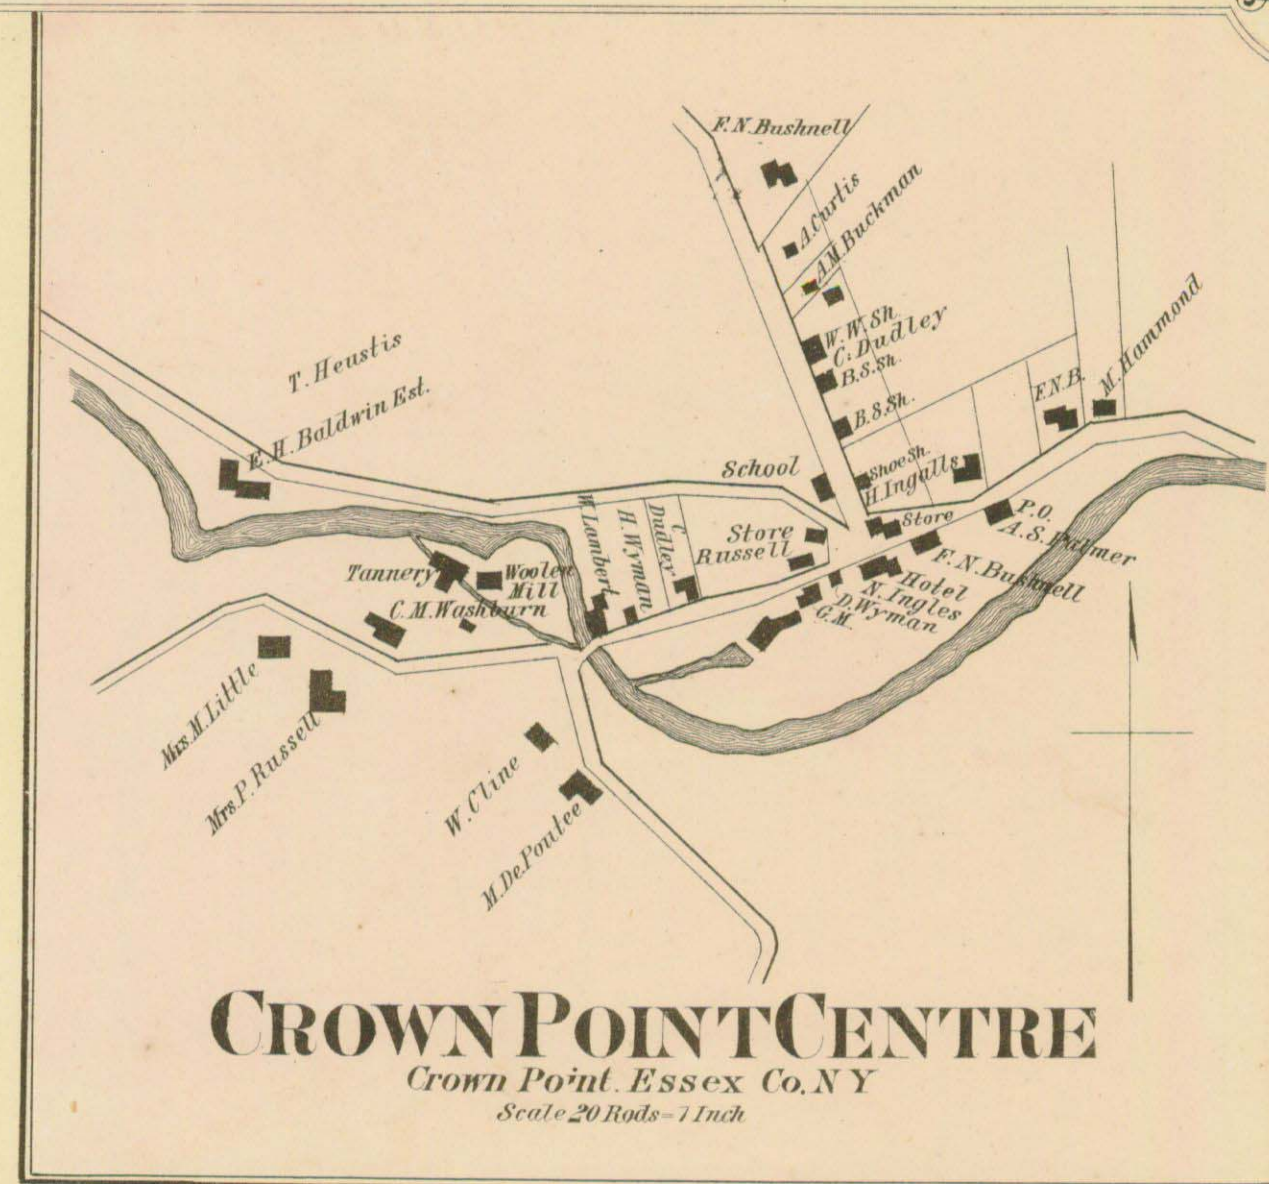 F.N.Bushnell
A.Curtis
A.M.Buckman
W.W.Sh.
C.Dudley
B.S.Sh.
B.S.Sh.
T. Heustis
E.H. Baldwin Est.
School
Shoe Sh.
H.Ingalls
F.N.B.
M.Hammond
Store
P.O.
A.S.Palmer
F.N.Bushnell
Hotel
N. Ingles
D.Wyman
G.M.
Store
Russell
C
Dudley
H.Wyman
W.Lambert
Tannery
Woolen
Mill
C.M.Washburn
Mrs.M.Little
Mrs.P.Russell
W. Cline
M.De.Poutee
CROWN POINT CENTRE
Crown Point. Essex Co. N Y
Scale 20 Rods = 1 Inch